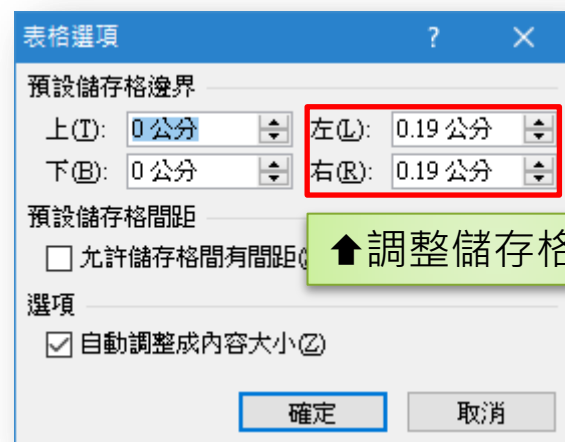 表格選項 ? ×
預設儲存格邊界
上(T): 0 公分 左(L): 0.19 公分
下(B): 0 公分 右(R): 0.19 公分
預設儲存格間距
允許儲存格間有間距(
⬆調整儲存格
選項
自動調整成內容大小(Z)
確定 取消